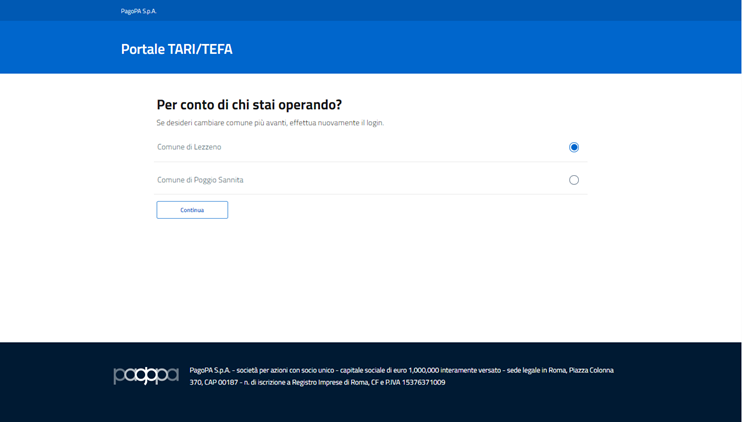 PagoPA S.p.A.
Portale TARI/TEFA
Per conto di chi stai operando?
Se desideri cambiare comune più avanti, effettua nuovamente il login.
Comune di Lezzeno
Comune di Poggio Sannita
Continua
pagopa
PagoPA S.p.A. - società per azioni con socio unico - capitale sociale di euro 1,000,000 interamente versato - sede legale in Roma, Piazza Colonna
370, CAP 00187 - n. di iscrizione a Registro Imprese di Roma, CF e P.IVA 15376371009